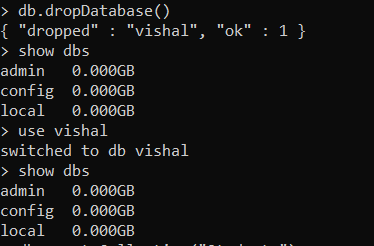 > db.dropDatabase()
{ "dropped" : "vishal", "ok" : 1 }
> show dbs
admin   0.000GB
config  0.000GB
local   0.000GB
> use vishal
switched to db vishal
> show dbs
admin   0.000GB
config  0.000GB
local   0.000GB